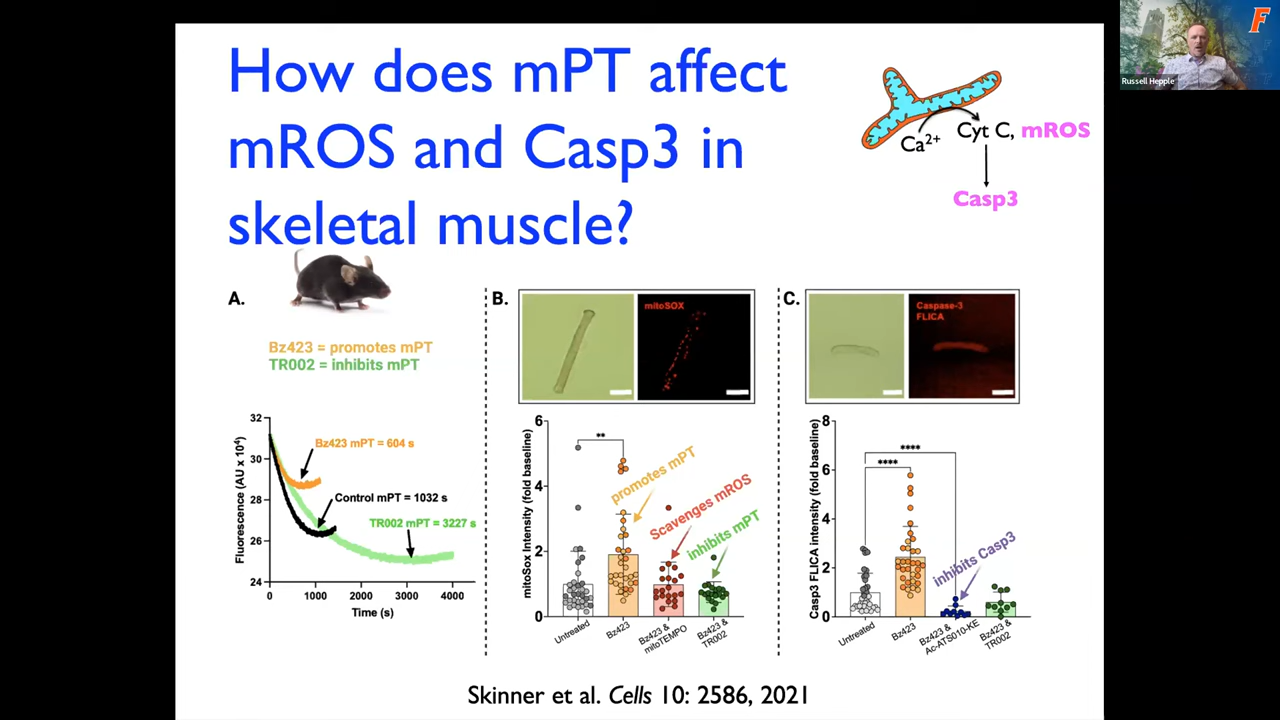 How does mPT affect
mROS and Casp3 in
skeletal muscle?
Ca2+
Cyt C, mROS
Casp3
F
Russell Hepple
A.
Bz423 = promotes mPT
TR002 = inhibits mPT
Fluorescence (AU x 10⁴)
32
30
28
26
24
Bz423 mPT = 604 s
Control mPT = 1032 s
TR002 mPT = 3227 s
0 1000 2000 3000 4000
Time (s)
B.
mitoSOX
mitoSox Intensity (fold baseline)
6
4
2
0
**
promotes mPT
Scavenges mROS
inhibits mPT
Untreated
Bz423
Bz423 &
mitoTEMPO
Bz423 &
TR002
C.
Caspase-3
FLICA
Casp3 FLICA intensity (fold baseline)
8
6
4
2
0
****
****
inhibits Casp3
Untreated
Bz423
Bz423 &
Ac-ATS010-KE
Bz423 &
TR002
Skinner et al. Cells 10: 2586, 2021